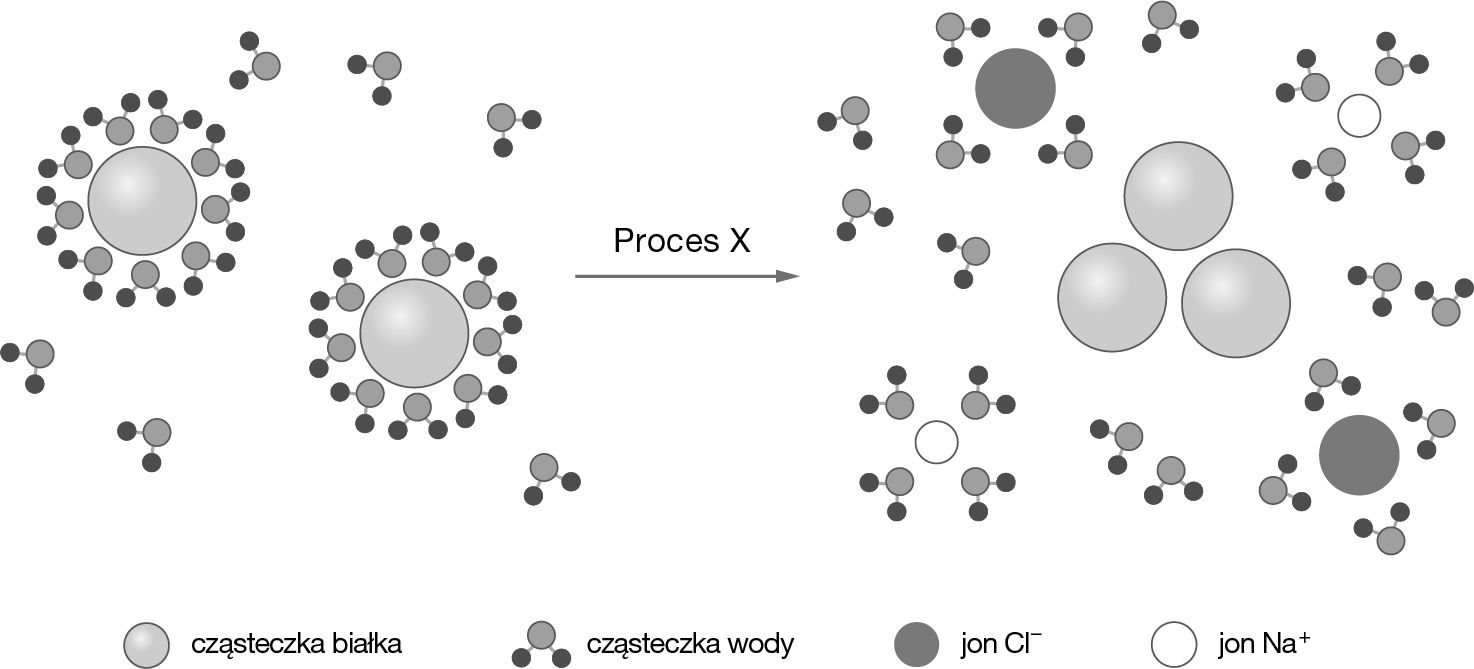 Proces X
cząsteczka białka
cząsteczka wody
jon Cl⁻
jon Na⁺